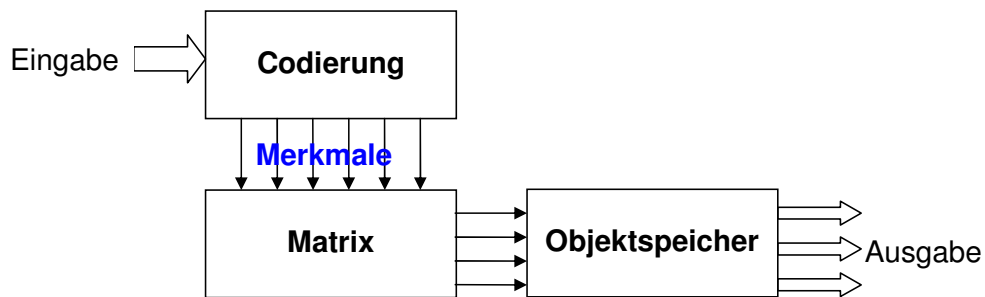 Eingabe
Codierung
Merkmale
Matrix
Objektspeicher
Ausgabe